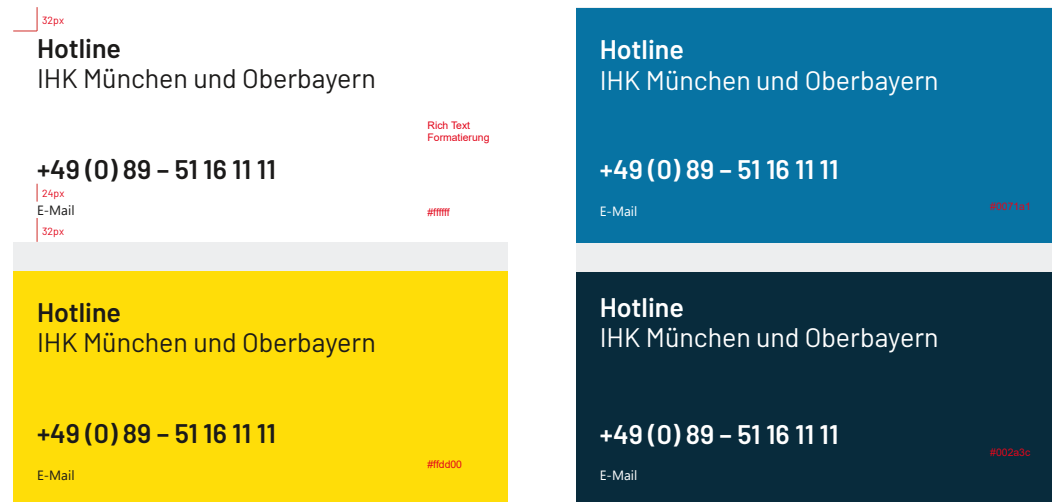 32px
Hotline
IHK München und Oberbayern
Rich Text
Formatierung
+49 (0) 89 – 51 16 11 11
24px
E-Mail
#ffffff
32px
Hotline
IHK München und Oberbayern
+49 (0) 89 – 51 16 11 11
#0071a1
E-Mail
Hotline
IHK München und Oberbayern
+49 (0) 89 – 51 16 11 11
#ffdd00
E-Mail
Hotline
IHK München und Oberbayern
+49 (0) 89 – 51 16 11 11
#002a3c
E-Mail